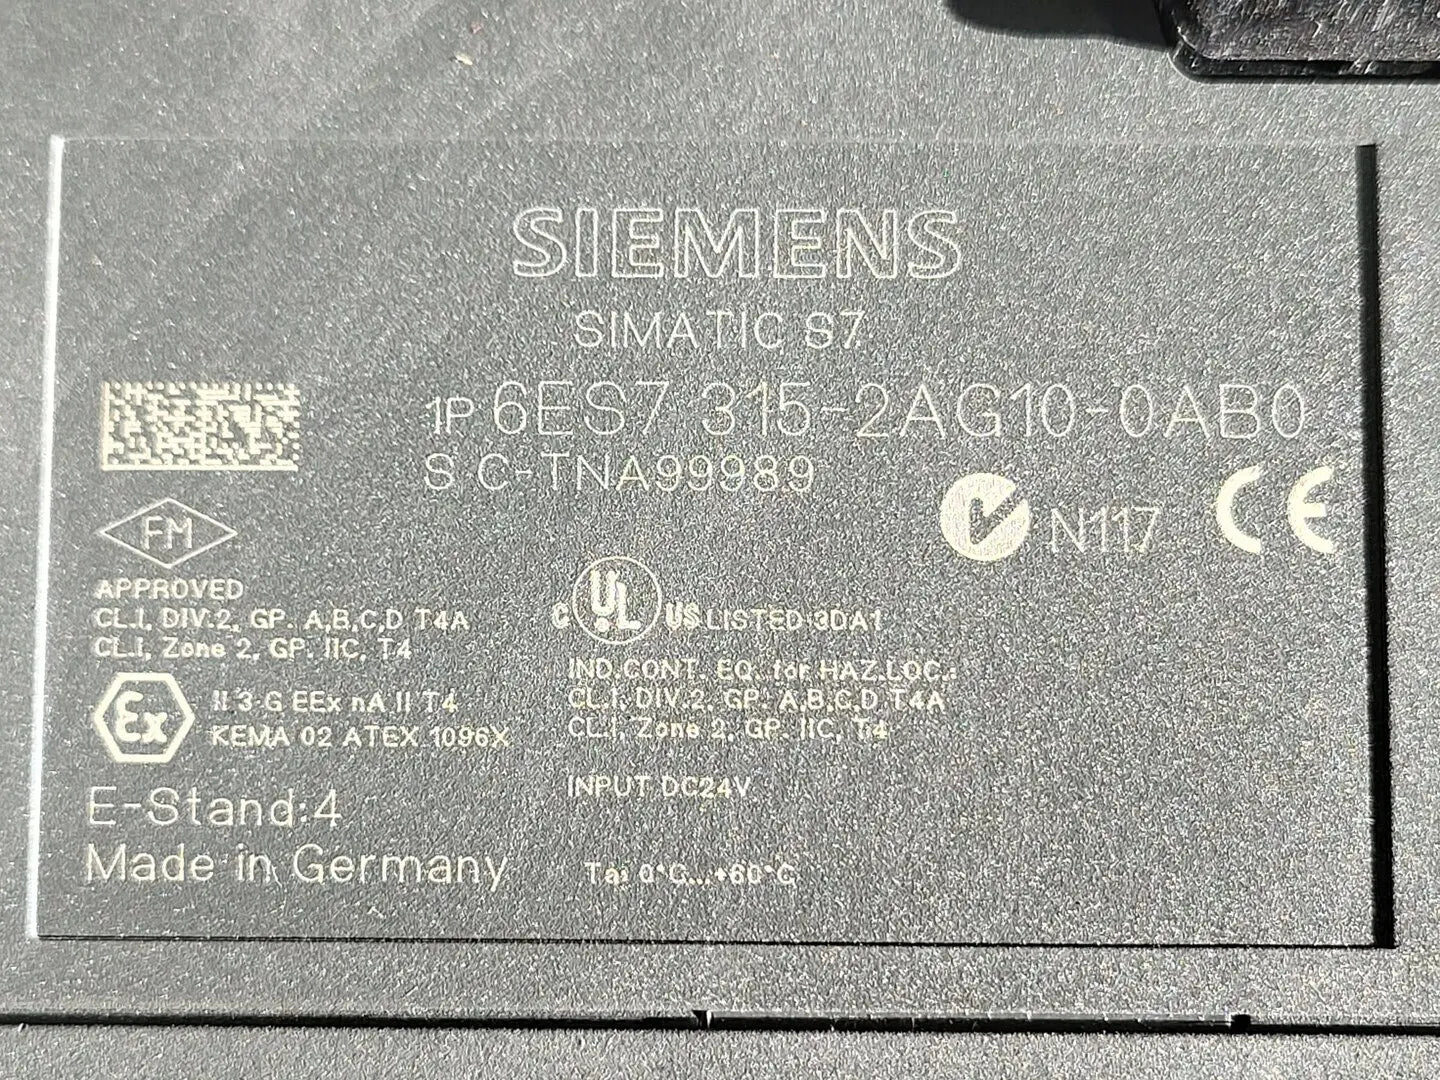 SIEMENS
SIMATIC S7
1P 6ES7 315-2AG10-0AB0
S C-TNA99989
N117 CE
FM
APPROVED
CL.I, DIV.2, GP. A,B,C,D T4A
CL.I, Zone 2, GP. IIC, T4
C UL US LISTED 3DA1
IND.CONT. EQ. for HAZ.LOC.:
CL.I, DIV.2, GP. A,B,C,D T4A
CL.I, Zone 2, GP. IIC, T4
Ex II 3 G EEx nA II T4
KEMA 02 ATEX 1096X
INPUT DC24V
E-Stand:4
Made in Germany
Ta: 0°C...+60°C